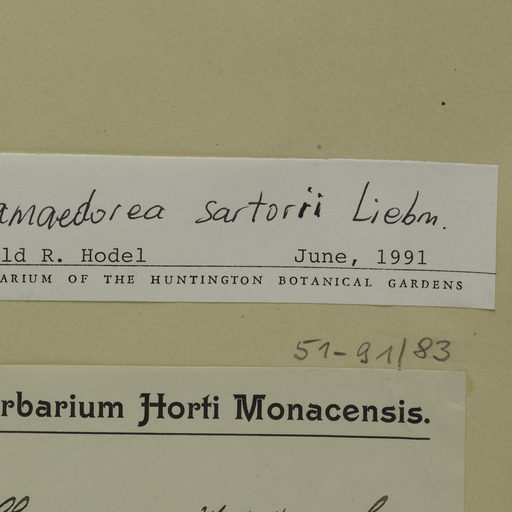 amaedorea sartorii Liebm.
ld R. Hodel June, 1991
ARIUM OF THE HUNTINGTON BOTANICAL GARDENS
51-91/83
rbarium Horti Monacensis.